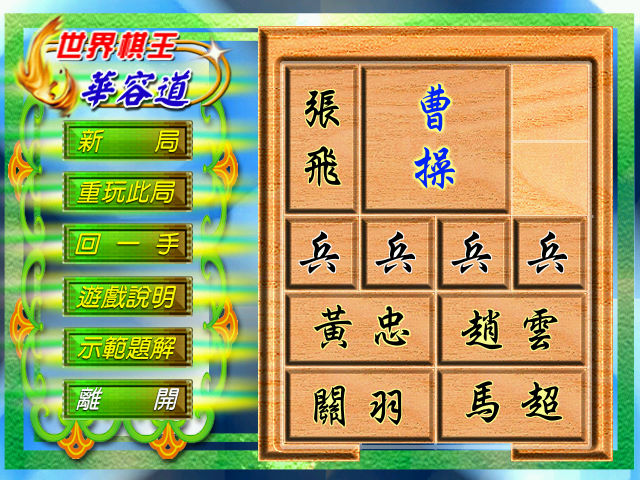 世界棋王
華容道
新局
重玩此局
回一手
遊戲說明
示範題解
離開
張飛
曹操
兵 兵 兵 兵
黃忠 趙雲
關羽 馬超